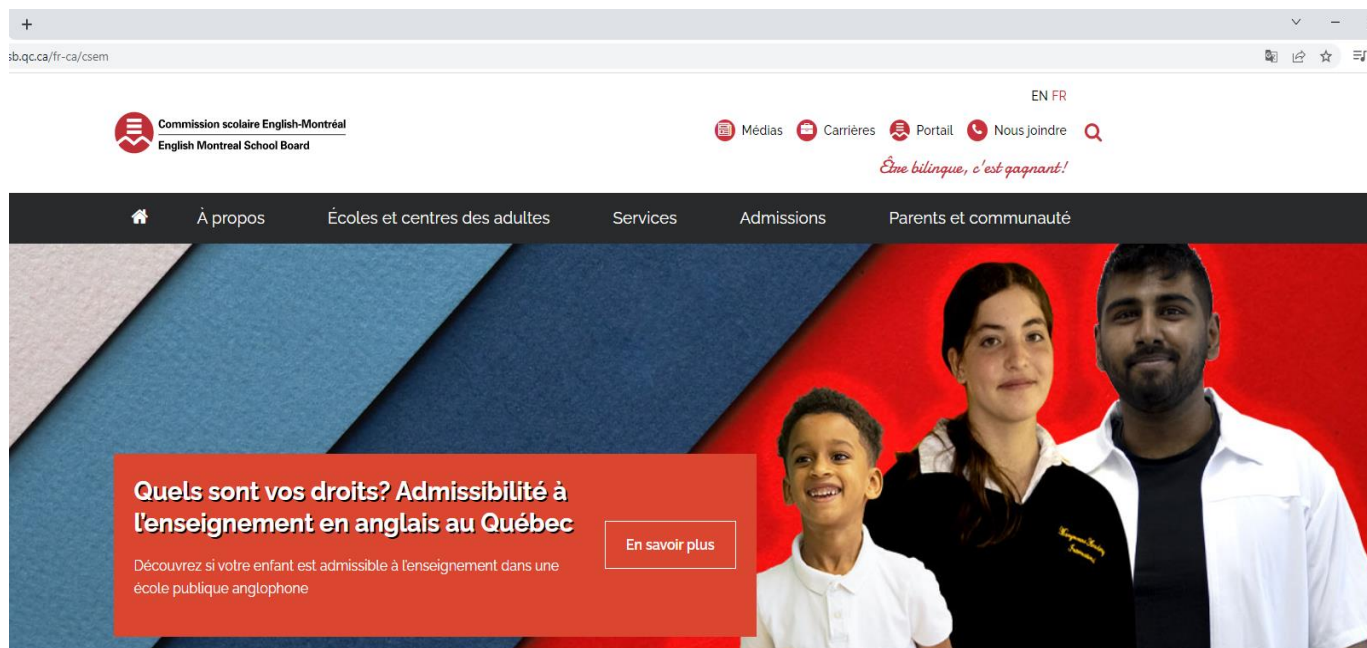 +
sb.qc.ca/fr-ca/csem
EN FR
Commission scolaire English-Montréal
English Montreal School Board
Médias Carrières Portail Nous joindre
Être bilingue, c'est gagnant!
À propos Écoles et centres des adultes Services Admissions Parents et communauté
Quels sont vos droits? Admissibilité à
l'enseignement en anglais au Québec
En savoir plus
Découvrez si votre enfant est admissible à l'enseignement dans une
école publique anglophone